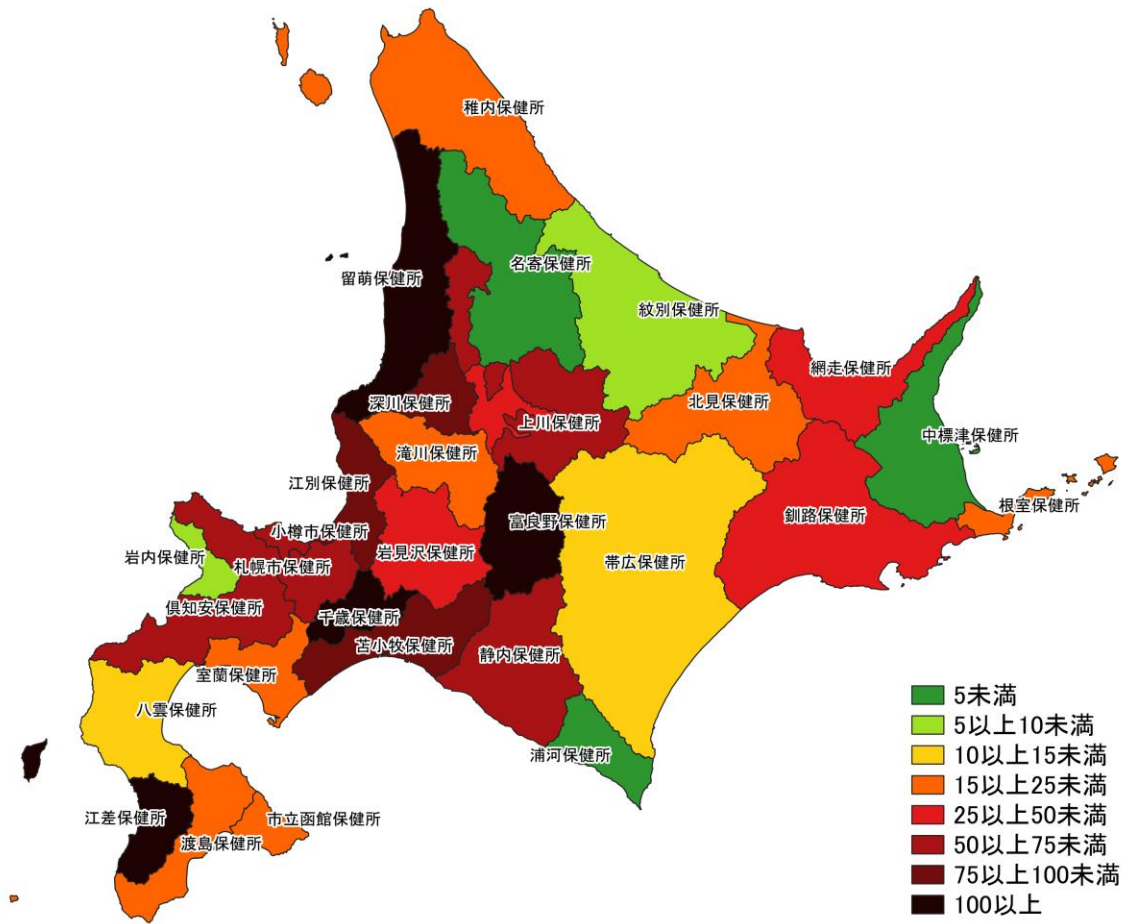 稚内保健所
名寄保健所
留萌保健所
紋別保健所
網走保健所
深川保健所
北見保健所
上川保健所
中標津保健所
滝川保健所
江別保健所
根室保健所
釧路保健所
富良野保健所
小樽市保健所
岩内保健所
岩見沢保健所
帯広保健所
札幌市保健所
倶知安保健所
千歳保健所
苫小牧保健所
静内保健所
室蘭保健所
八雲保健所
浦河保健所
江差保健所
市立函館保健所
渡島保健所
5未満
5以上10未満
10以上15未満
15以上25未満
25以上50未満
50以上75未満
75以上100未満
100以上